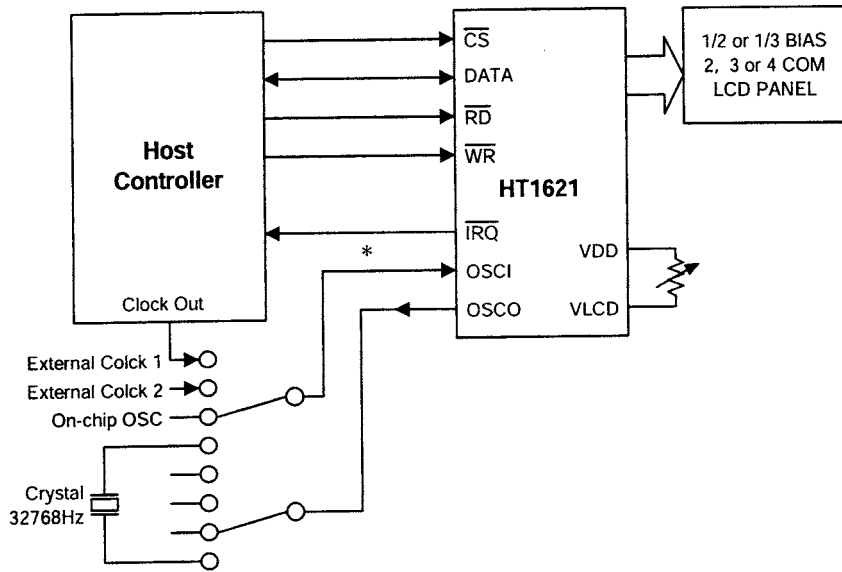 Host
Controller
Clock Out
CS
DATA
RD
WR
HT1621
IRQ
*
OSCI
OSCO
VDD
VLCD
1/2 or 1/3 BIAS
2, 3 or 4 COM
LCD PANEL
External Colck 1
External Colck 2
On-chip OSC
Crystal
32768Hz